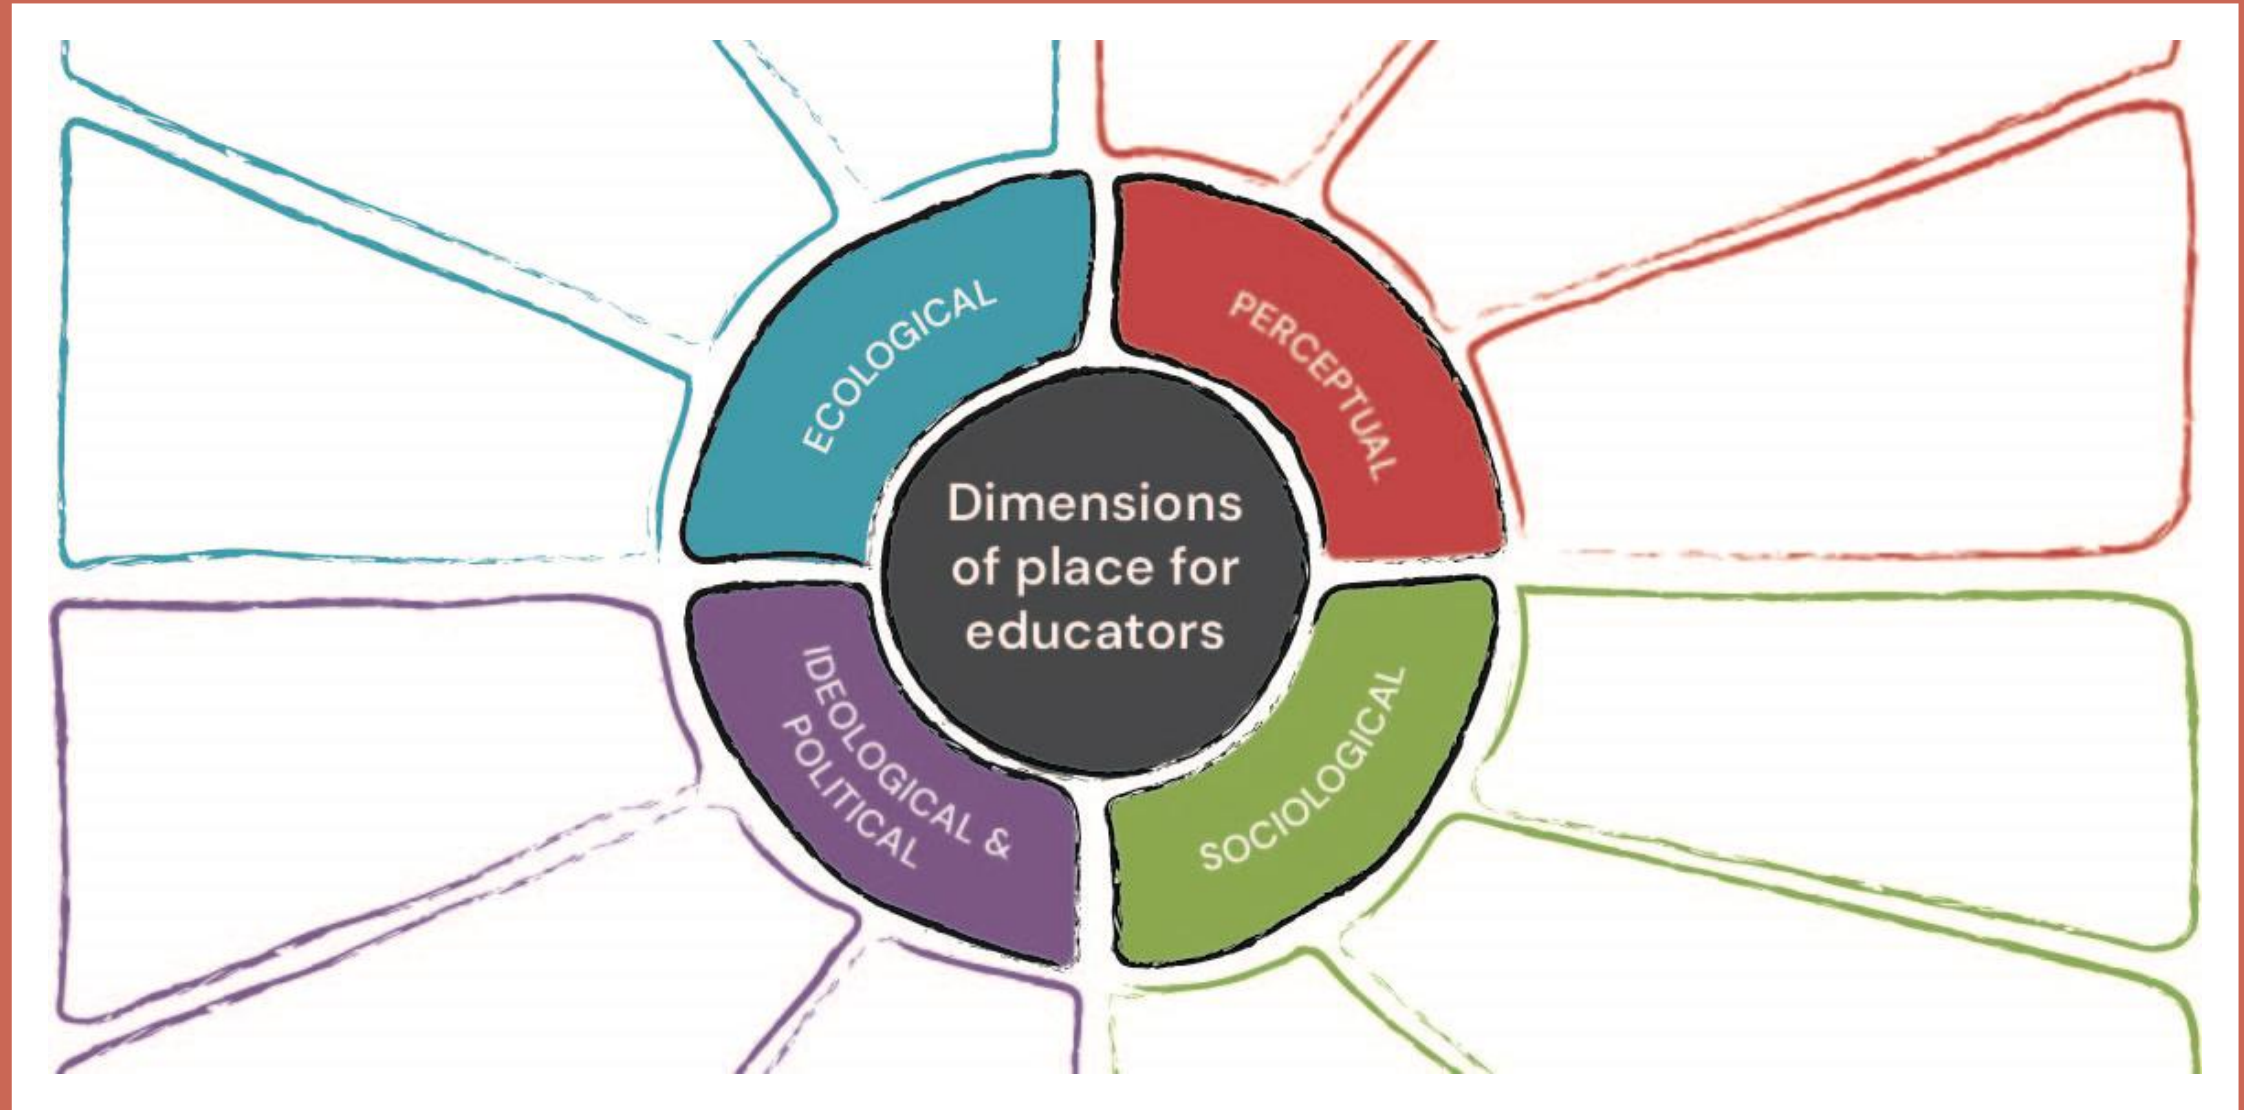 ECOLOGICAL
PERCEPTUAL
Dimensions
of place for
educators
IDEOLOGICAL &
POLITICAL
SOCIOLOGICAL